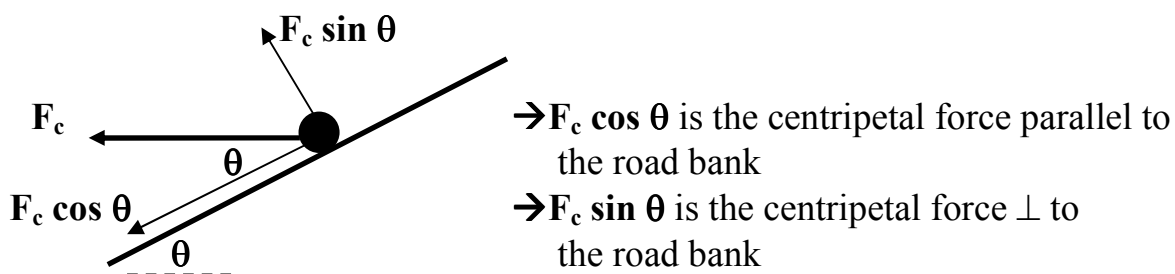 F_c sin θ
F_c
θ
F_c cos θ
θ
→F_c cos θ is the centripetal force parallel to
the road bank
→F_c sin θ is the centripetal force ⊥ to
the road bank